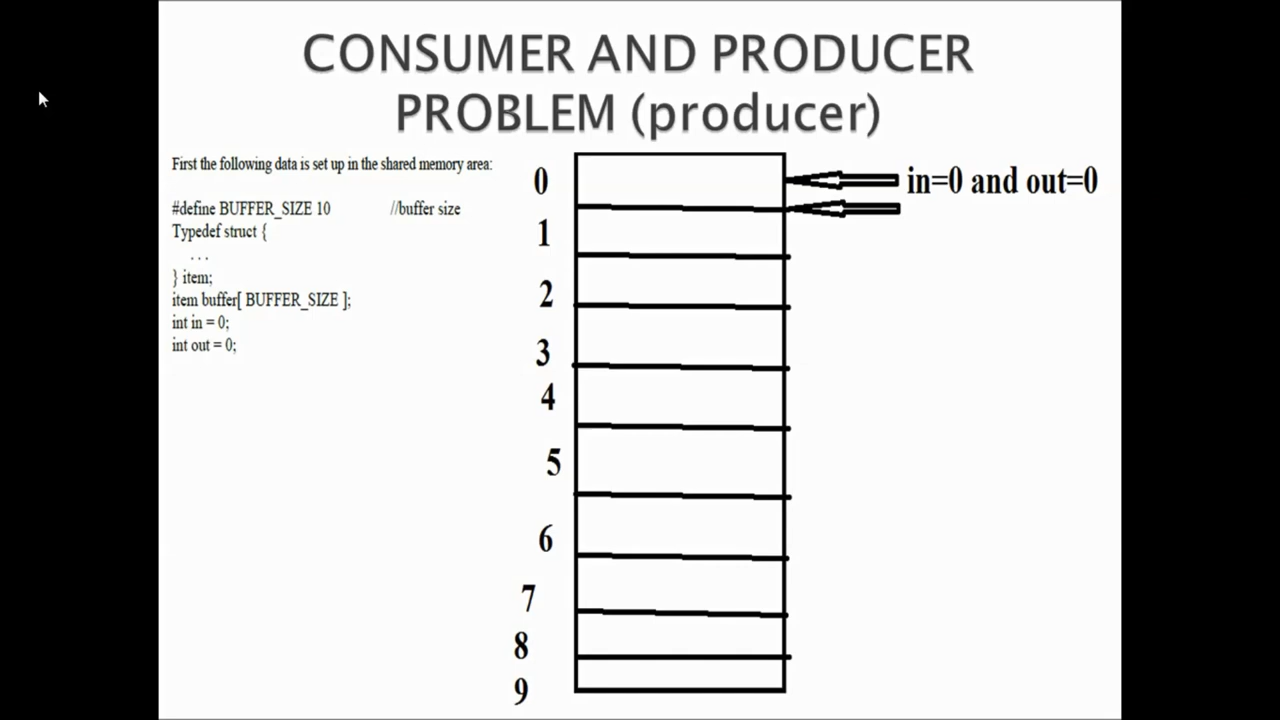 CONSUMER AND PRODUCER
PROBLEM (producer)
First the following data is set up in the shared memory area:
#define BUFFER_SIZE 10 //buffer size
Typedef struct {
. . .
} item;
item buffer[ BUFFER_SIZE ];
int in = 0;
int out = 0;
0
1
2
3
4
5
6
7
8
9
in=0 and out=0